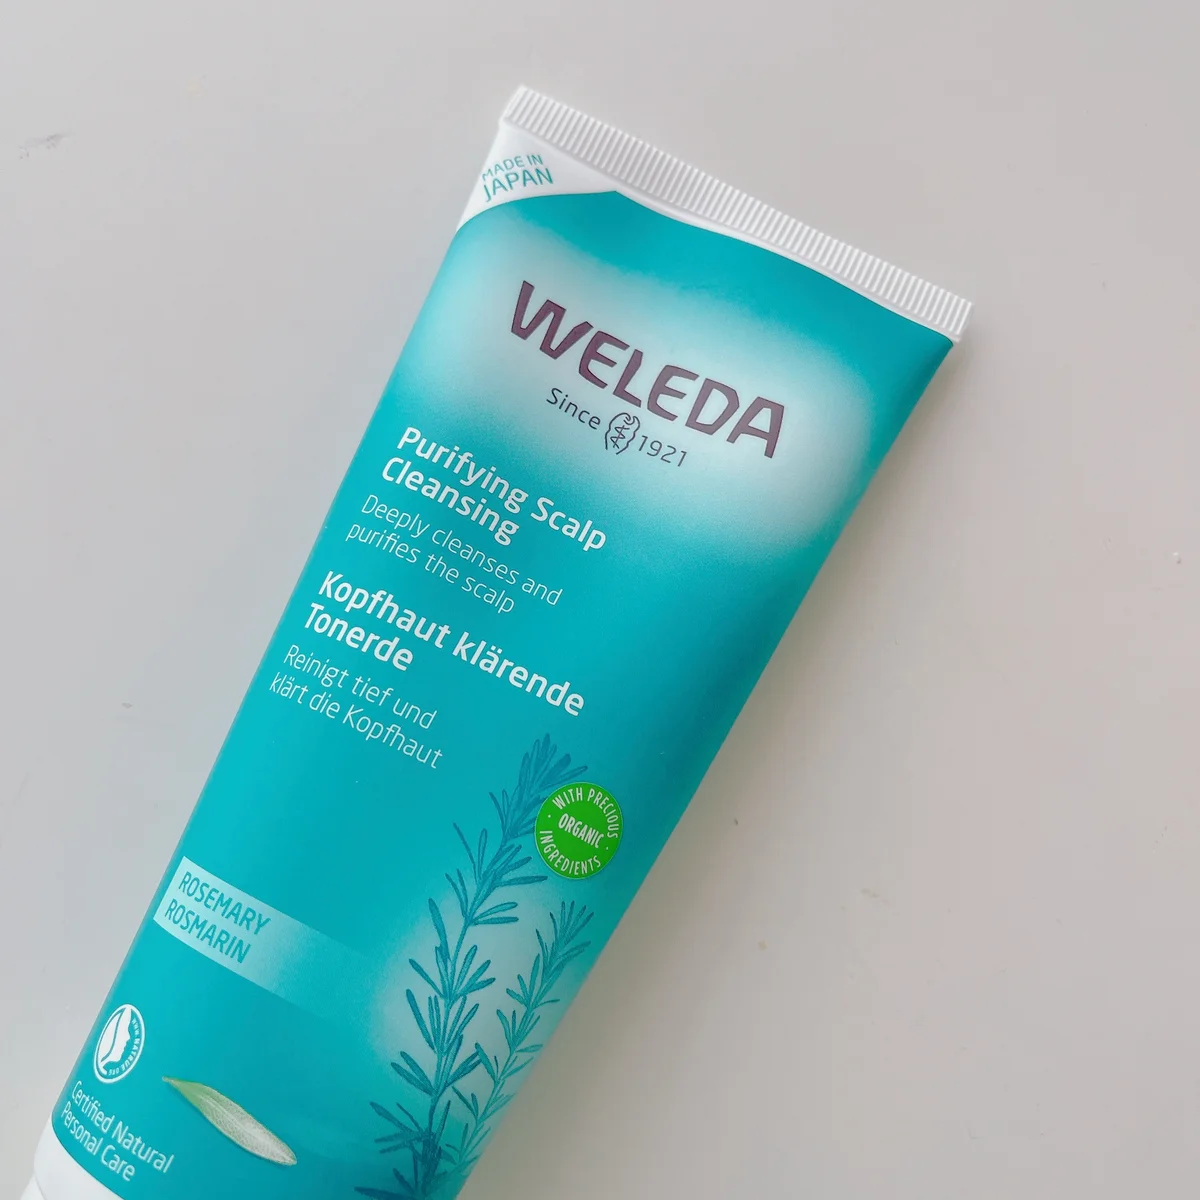 MADE IN
JAPAN
WELEDA
Since 1921
Purifying Scalp
Cleansing
Deeply cleanses and
purifies the scalp
Kopfhaut klärende
Tonerde
Reinigt tief und
klärt die Kopfhaut
WITH PRECIOUS
ORGANIC
INGREDIENTS
ROSEMARY
ROSMARIN
Certified Natural
Personal Care